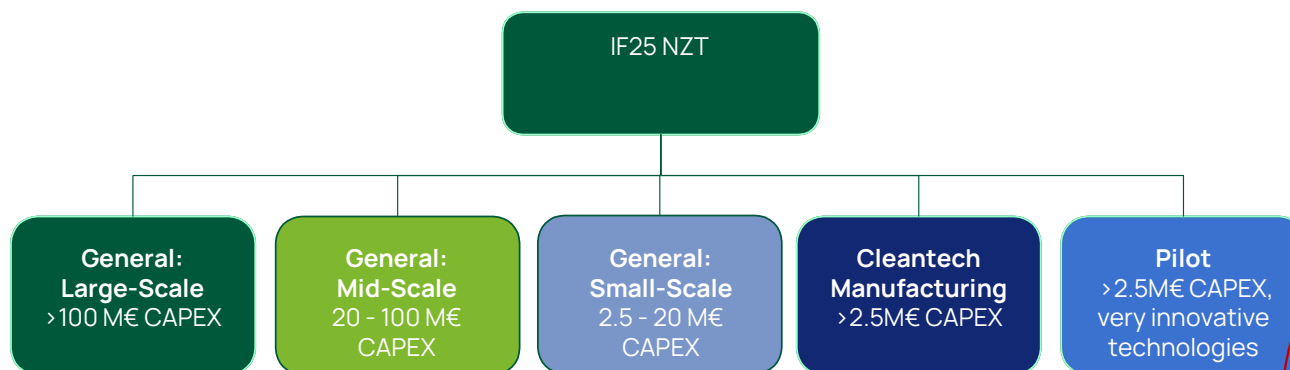 IF25 NZT
General:
Large-Scale
>100 M€ CAPEX
General:
Mid-Scale
20 - 100 M€
CAPEX
General:
Small-Scale
2.5 - 20 M€
CAPEX
Cleantech
Manufacturing
>2.5M€ CAPEX
Pilot
>2.5M€ CAPEX,
very innovative
technologies